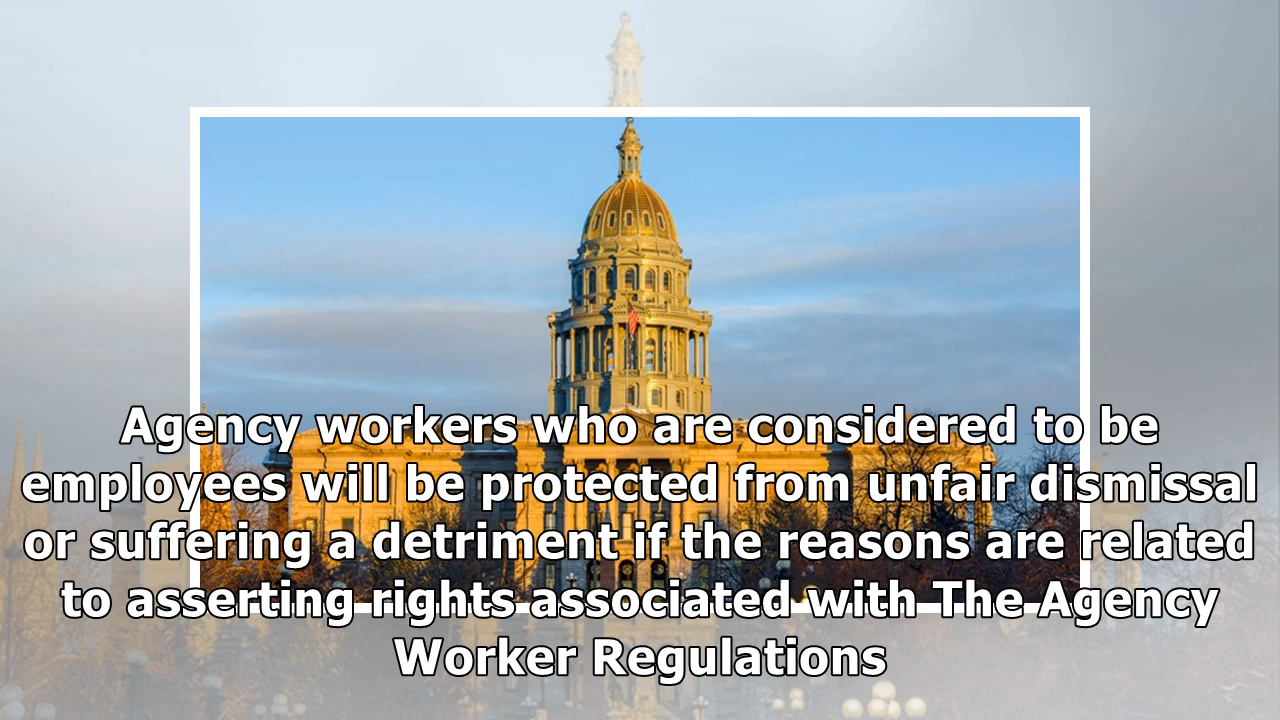 Agency workers who are considered to be
employees will be protected from unfair dismissal
or suffering a detriment if the reasons are related
to asserting rights associated with The Agency
Worker Regulations